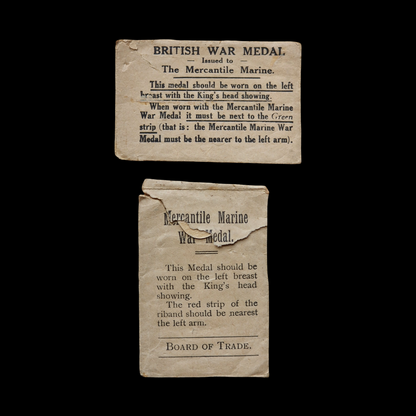 BRITISH WAR MEDAL.
— Issued to —
The Mercantile Marine.
This medal should be worn on the left
breast with the King's head showing.
When worn with the Mercantile Marine
War Medal it must be next to the Green
strip (that is: the Mercantile Marine War
Medal must be the nearer to the left arm).
Mercantile Marine
War Medal.
This Medal should be
worn on the left breast
with the King's head
showing.
The red strip of the
riband should be nearest
the left arm.
BOARD OF TRADE.